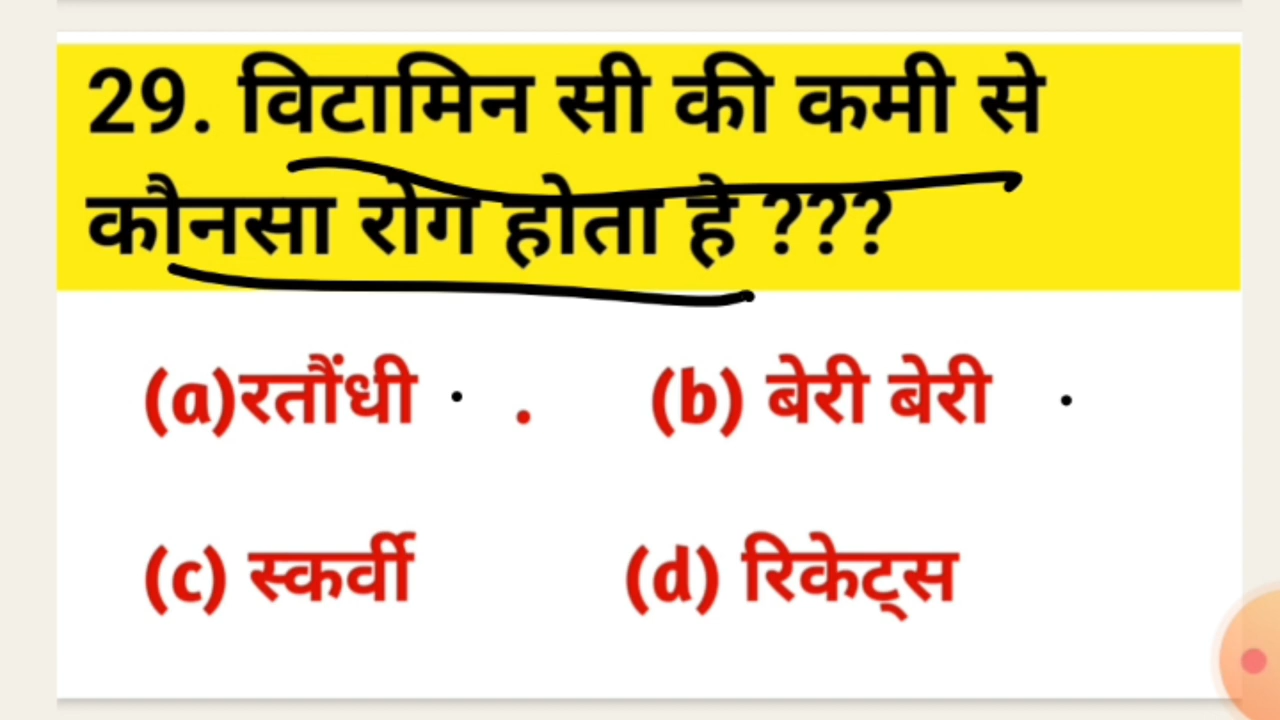 29. विटामिन सी की कमी से
कौनसा रोग होता है ???
(a)रतौंधी . (b) बेरी बेरी
(c) स्कर्वी (d) रिकेट्स